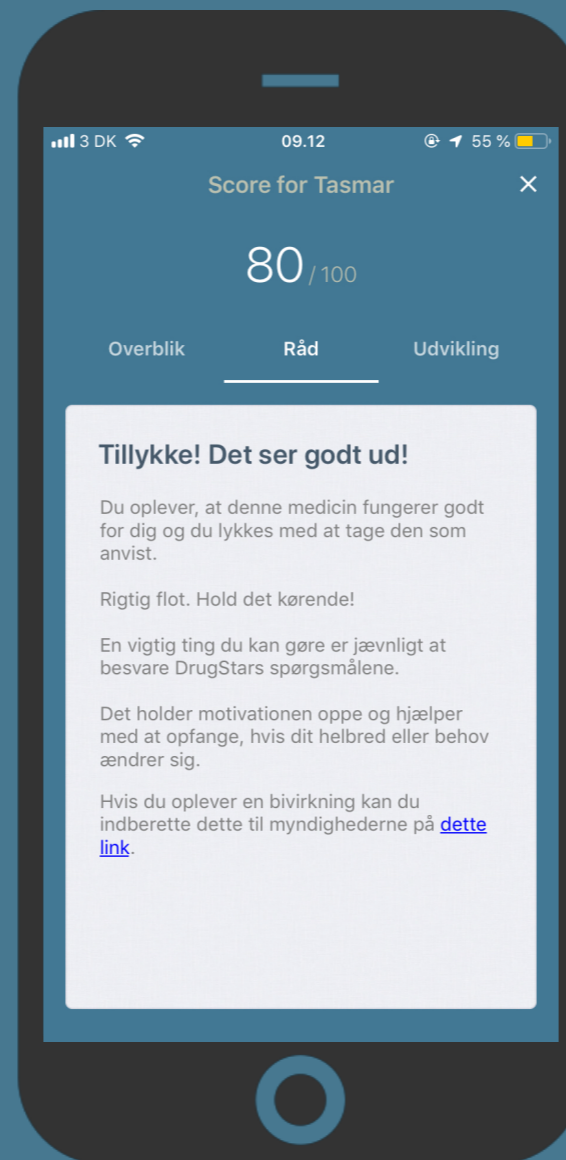 3 DK 09.12 55 %
Score for Tasmar
80 / 100
Overblik Råd Udvikling
Tillykke! Det ser godt ud!
Du oplever, at denne medicin fungerer godt
for dig og du lykkes med at tage den som
anvist.
Rigtig flot. Hold det kørende!
En vigtig ting du kan gøre er jævnligt at
besvare DrugStars spørgsmålene.
Det holder motivationen oppe og hjælper
med at opfange, hvis dit helbred eller behov
ændrer sig.
Hvis du oplever en bivirkning kan du
indberette dette til myndighederne på dette
link.